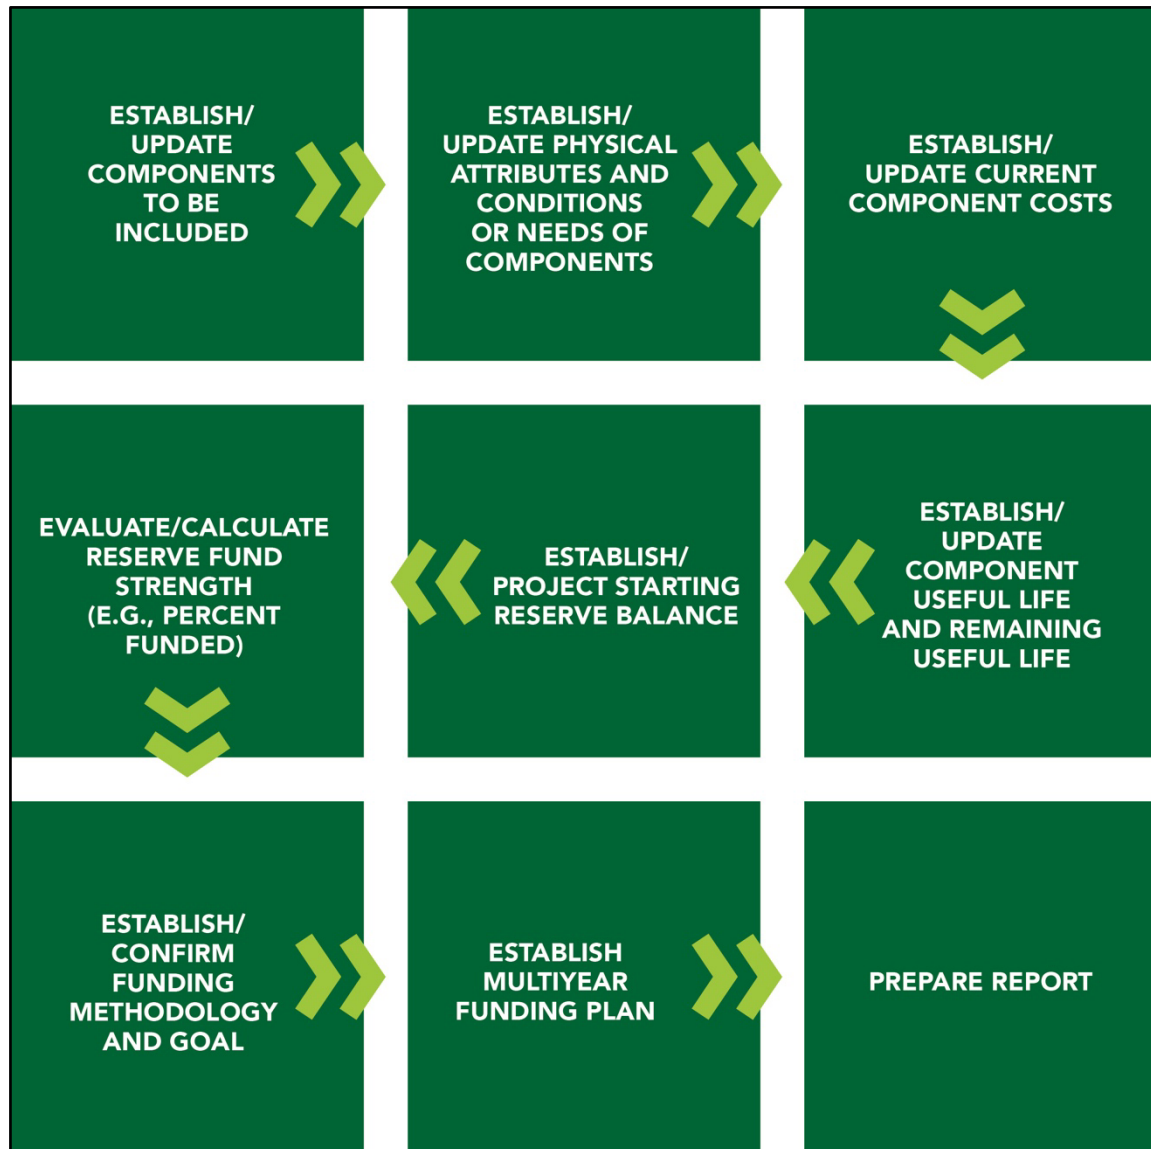 ESTABLISH/
UPDATE
COMPONENTS
TO BE
INCLUDED
ESTABLISH/
UPDATE PHYSICAL
ATTRIBUTES AND
CONDITIONS
OR NEEDS OF
COMPONENTS
ESTABLISH/
UPDATE CURRENT
COMPONENT COSTS
ESTABLISH/
UPDATE
COMPONENT
USEFUL LIFE
AND REMAINING
USEFUL LIFE
ESTABLISH/
PROJECT STARTING
RESERVE BALANCE
EVALUATE/CALCULATE
RESERVE FUND
STRENGTH
(E.G., PERCENT
FUNDED)
ESTABLISH/
CONFIRM
FUNDING
METHODOLOGY
AND GOAL
ESTABLISH
MULTIYEAR
FUNDING PLAN
PREPARE REPORT